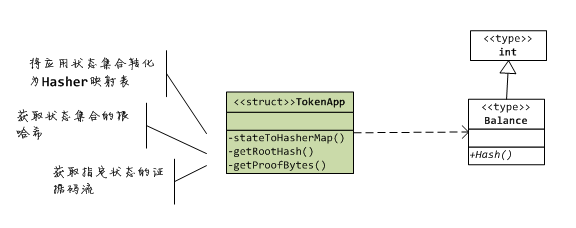 得应用状态集合转化
为Hasher映射表
获取状态集合的根
哈希
获取指定状态的证
据码流
<<struct>>TokenApp
-stateToHasherMap()
-getRootHash()
-getProofBytes()
<<type>>
int
<<type>>
Balance
+Hash()